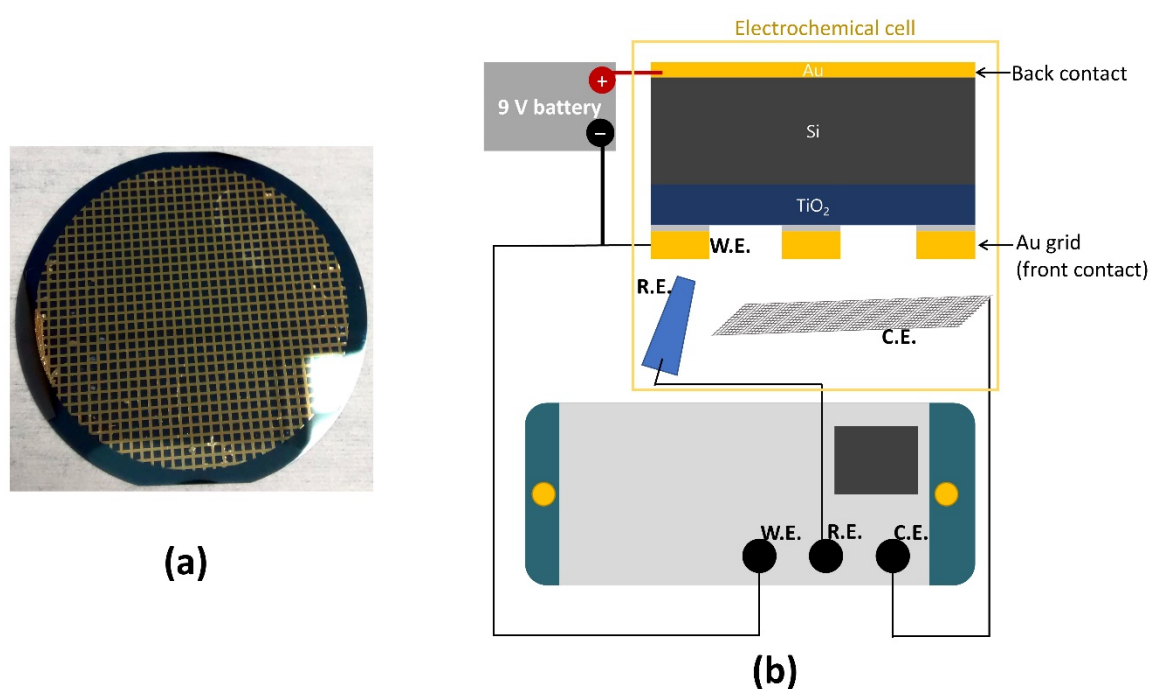 Electrochemical cell
Au
Back contact
+
9 V battery
−
Si
TiO₂
W.E.
Au grid
(front contact)
R.E.
C.E.
W.E.
R.E.
C.E.
(a)
(b)